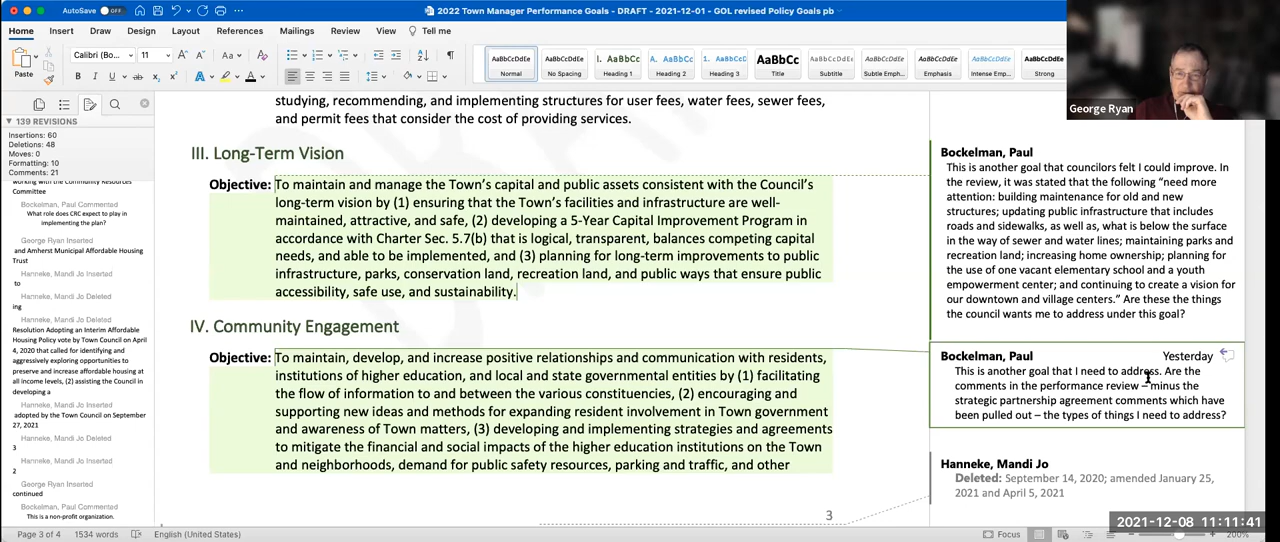 AutoSave OFF
2022 Town Manager Performance Goals - DRAFT - 2021-12-01 - GOL revised Policy Goals pb
Home Insert Draw Design Layout References Mailings Review View Tell me
Paste
Calibri (Bo... 11
AaBbCcDdEe AaBbCcDdEe I. AaBbCc A. AaBbCc I. AaBbCcD AaBbCc AaBbCcDdEe AaBbCcDdEe AaBbCcDdEe AaBbCcDdEe AaBbCcDdE
Normal No Spacing Heading 1 Heading 2 Heading 3 Title Subtitle Subtle Emph... Emphasis Intense Emp... Strong
George Ryan
139 REVISIONS
Insertions: 60
Deletions: 48
Moves: 0
Formatting: 10
Comments: 21
working with the Community Resources
Committee
Bockelman, Paul Commented
What role does CRC expect to play in
implementing the plan?
George Ryan Inserted
and Amherst Municipal Affordable Housing
Trust
Hanneke, Mandi Jo Inserted
to
Hanneke, Mandi Jo Deleted
ing
Hanneke, Mandi Jo Deleted
Resolution Adopting an Interim Affordable
Housing Policy vote by Town Council on April
4, 2020 that called for identifying and
aggressively exploring opportunities to
preserve and increase affordable housing
at all income levels, (2) assisting the Council in
developing a
Hanneke, Mandi Jo Inserted
adopted by the Town Council on September
27, 2021
Hanneke, Mandi Jo Deleted
3
Hanneke, Mandi Jo Inserted
2
George Ryan Inserted
continued
Bockelman, Paul Commented
This is a non-profit organization.
studying, recommending, and implementing structures for user fees, water fees, sewer fees,
and permit fees that consider the cost of providing services.
III. Long-Term Vision
Objective: To maintain and manage the Town's capital and public assets consistent with the Council's
long-term vision by (1) ensuring that the Town's facilities and infrastructure are well-
maintained, attractive, and safe, (2) developing a 5-Year Capital Improvement Program in
accordance with Charter Sec. 5.7(b) that is logical, transparent, balances competing capital
needs, and able to be implemented, and (3) planning for long-term improvements to public
infrastructure, parks, conservation land, recreation land, and public ways that ensure public
accessibility, safe use, and sustainability.
IV. Community Engagement
Objective: To maintain, develop, and increase positive relationships and communication with residents,
institutions of higher education, and local and state governmental entities by (1) facilitating
the flow of information to and between the various constituencies, (2) encouraging and
supporting new ideas and methods for expanding resident involvement in Town government
and awareness of Town matters, (3) developing and implementing strategies and agreements
to mitigate the financial and social impacts of the higher education institutions on the Town
and neighborhoods, demand for public safety resources, parking and traffic, and other
3
Bockelman, Paul
This is another goal that councilors felt I could improve. In
the review, it was stated that the following "need more
attention: building maintenance for old and new
structures; updating public infrastructure that includes
roads and sidewalks, as well as, what is below the surface
in the way of sewer and water lines; maintaining parks and
recreation land; increasing home ownership; planning for
the use of one vacant elementary school and a youth
empowerment center; and continuing to create a vision for
our downtown and village centers." Are these the things
the council wants me to address under this goal?
Bockelman, Paul Yesterday
This is another goal that I need to address. Are the
comments in the performance review – minus the
strategic partnership agreement comments which have
been pulled out – the types of things I need to address?
Hanneke, Mandi Jo
Deleted: September 14, 2020; amended January 25,
2021 and April 5, 2021
Page 3 of 4 1534 words English (United States) Focus 200%
2021-12-08 11:11:41